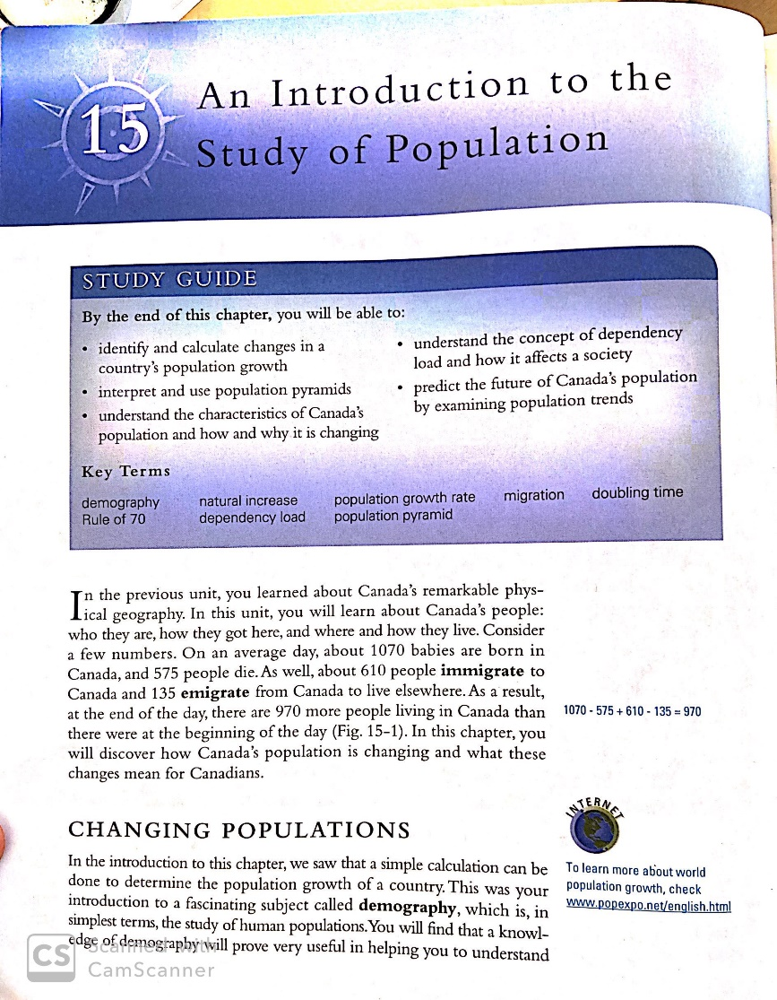 15
An Introduction to the
Study of Population
STUDY GUIDE
By the end of this chapter, you will be able to:
• identify and calculate changes in a
country's population growth
• interpret and use population pyramids
• understand the characteristics of Canada's
population and how and why it is changing
• understand the concept of dependency
load and how it affects a society
• predict the future of Canada's population
by examining population trends
Key Terms
demography natural increase population growth rate migration doubling time
Rule of 70 dependency load population pyramid
In the previous unit, you learned about Canada's remarkable phys-
ical geography. In this unit, you will learn about Canada's people:
who they are, how they got here, and where and how they live. Consider
a few numbers. On an average day, about 1070 babies are born in
Canada, and 575 people die. As well, about 610 people immigrate to
Canada and 135 emigrate from Canada to live elsewhere. As a result,
at the end of the day, there are 970 more people living in Canada than
there were at the beginning of the day (Fig. 15-1). In this chapter, you
will discover how Canada's population is changing and what these
changes mean for Canadians.
1070 - 575 + 610 - 135 = 970
CHANGING POPULATIONS
In the introduction to this chapter, we saw that a simple calculation can be
done to determine the population growth of a country. This was your
introduction to a fascinating subject called demography, which is, in
simplest terms, the study of human populations. You will find that a knowl-
edge of demography will prove very useful in helping you to understand
INTERNET
To learn more about world
population growth, check
www.popexpo.net/english.html
CS Scanned with
CamScanner